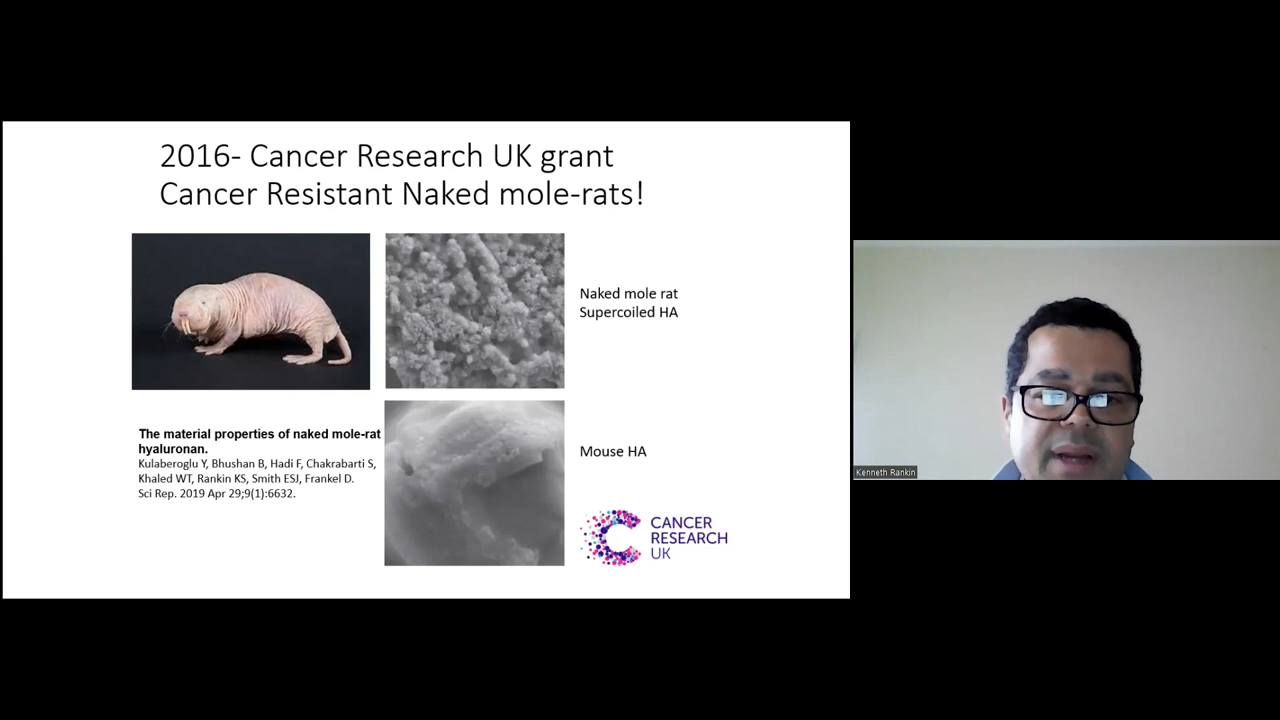 2016- Cancer Research UK grant
Cancer Resistant Naked mole-rats!
Naked mole rat
Supercoiled HA
The material properties of naked mole-rat
hyaluronan.
Kulaberoglu Y, Bhushan B, Hadi F, Chakrabarti S,
Khaled WT, Rankin KS, Smith ESJ, Frankel D.
Sci Rep. 2019 Apr 29;9(1):6632.
Mouse HA
CANCER
RESEARCH
UK
Kenneth Rankin